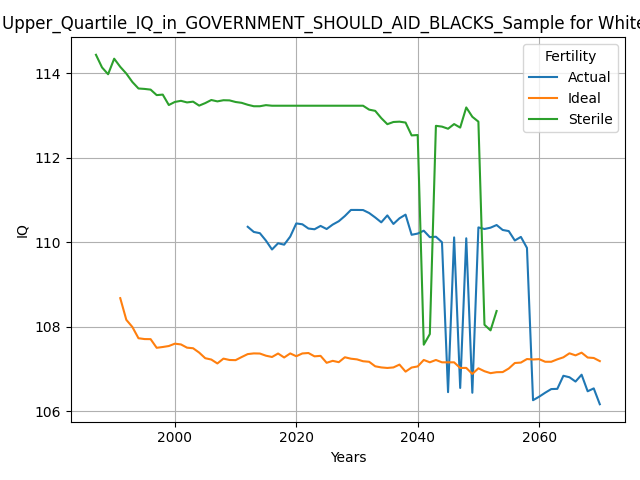 Upper_Quartile_IQ_in_GOVERNMENT_SHOULD_AID_BLACKS_Sample for White
Fertility
Actual
Ideal
Sterile
114
112
110
108
106
IQ
2000
2020
2040
2060
Years